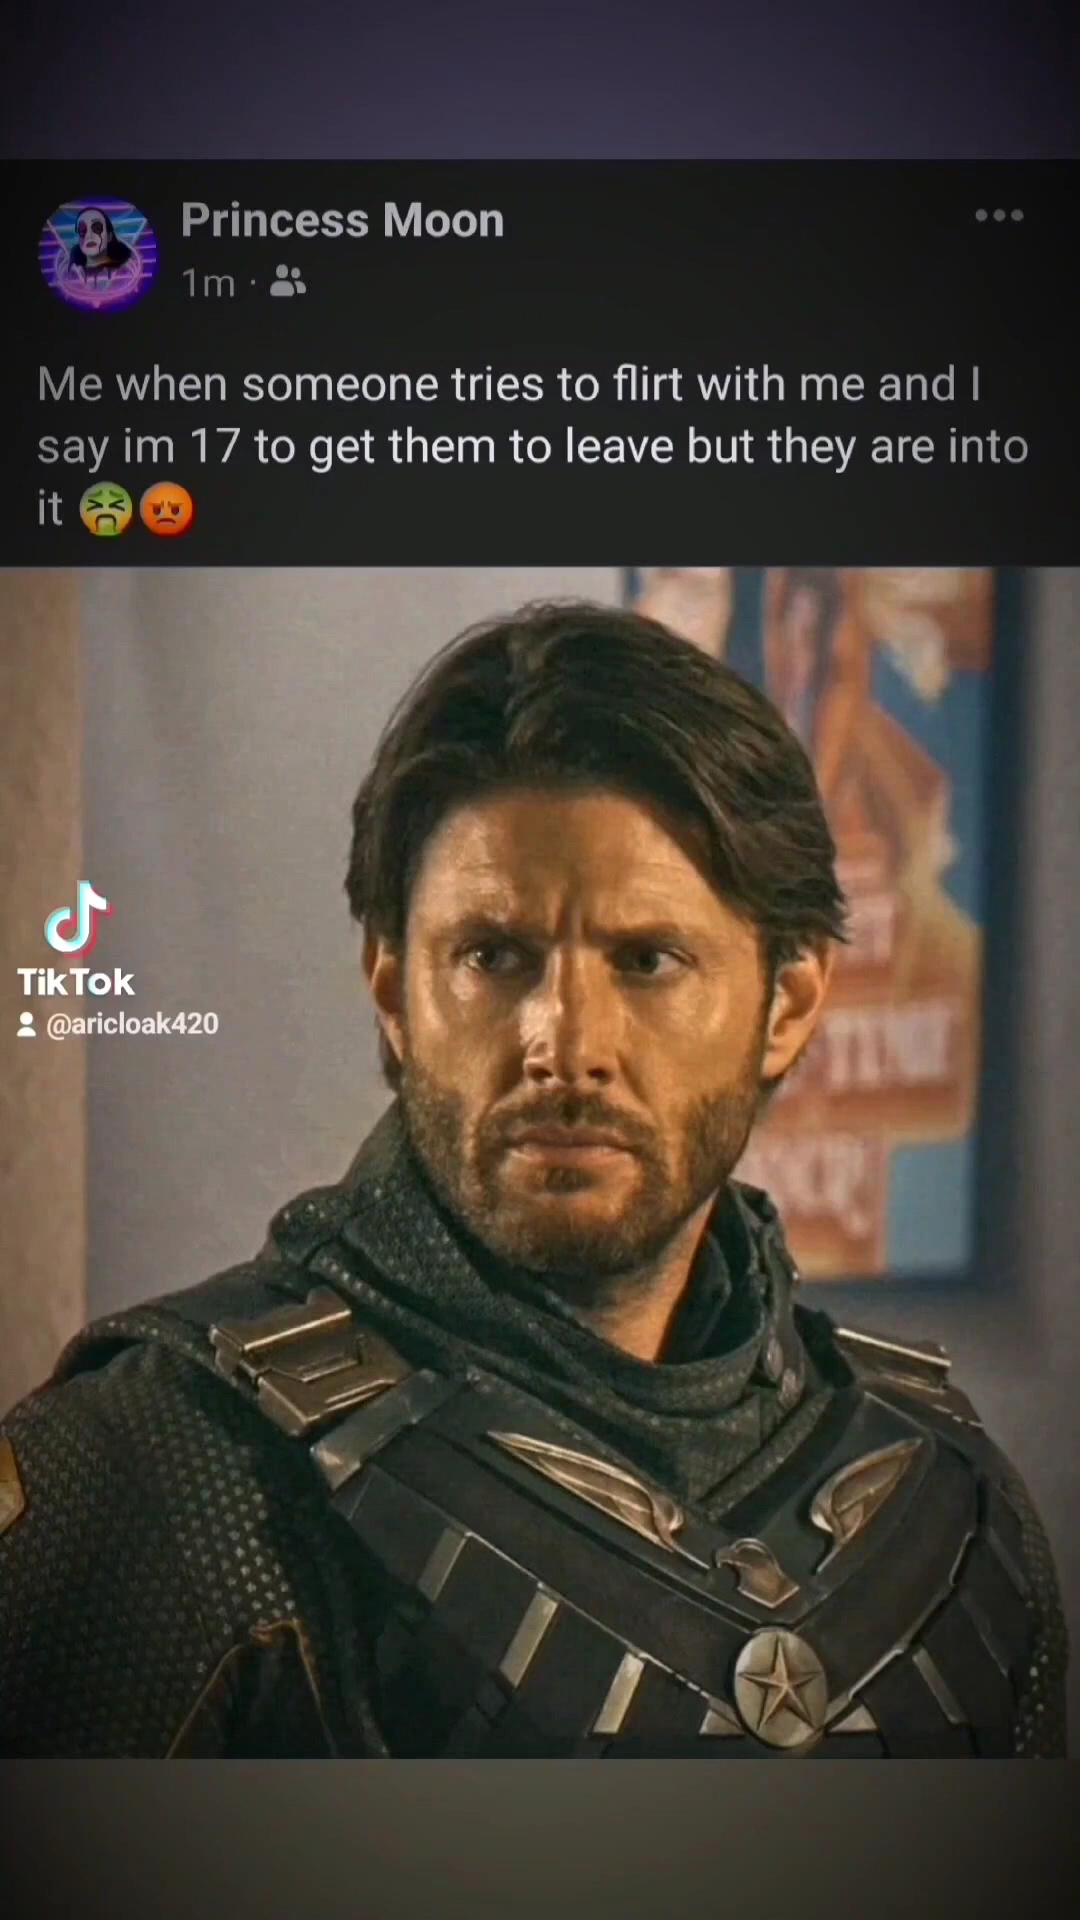 Princess Moon
1m ·
Me when someone tries to flirt with me and I
say im 17 to get them to leave but they are into
it 🤮😡
TikTok
@aricloak420
TIME